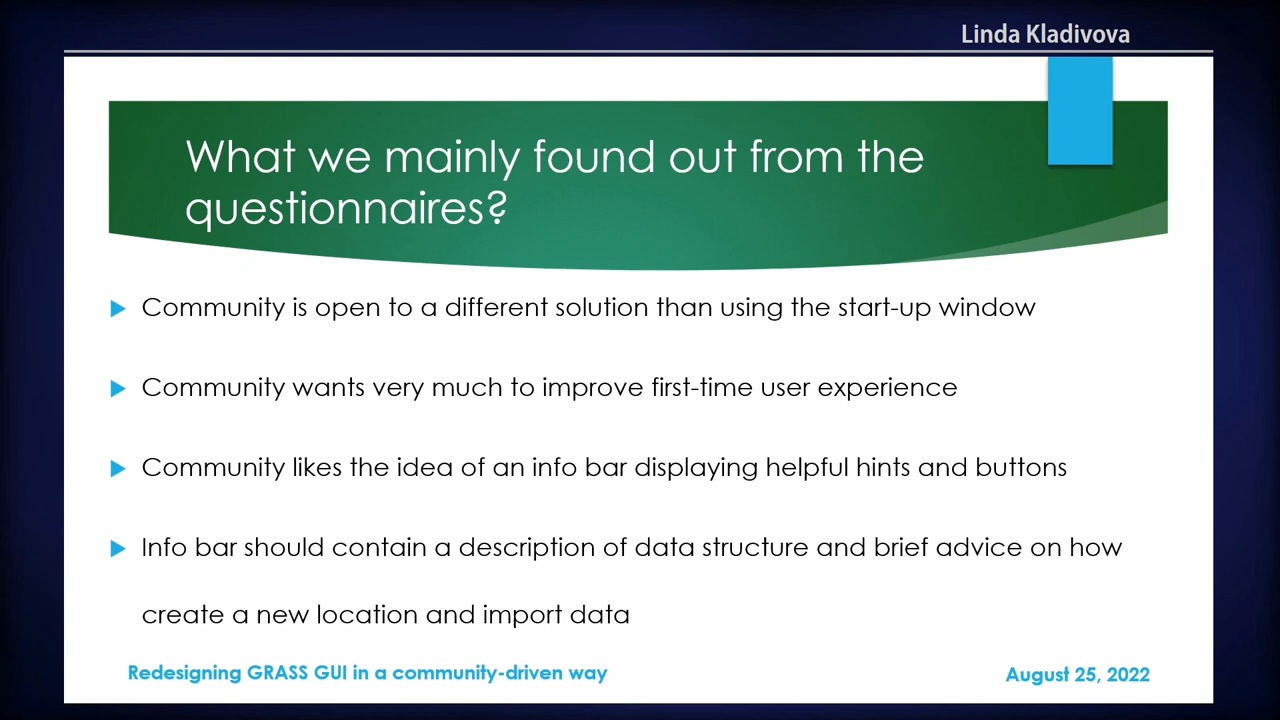 Linda Kladivova
What we mainly found out from the
questionnaires?
Community is open to a different solution than using the start-up window
Community wants very much to improve first-time user experience
Community likes the idea of an info bar displaying helpful hints and buttons
Info bar should contain a description of data structure and brief advice on how
create a new location and import data
Redesigning GRASS GUI in a community-driven way
August 25, 2022